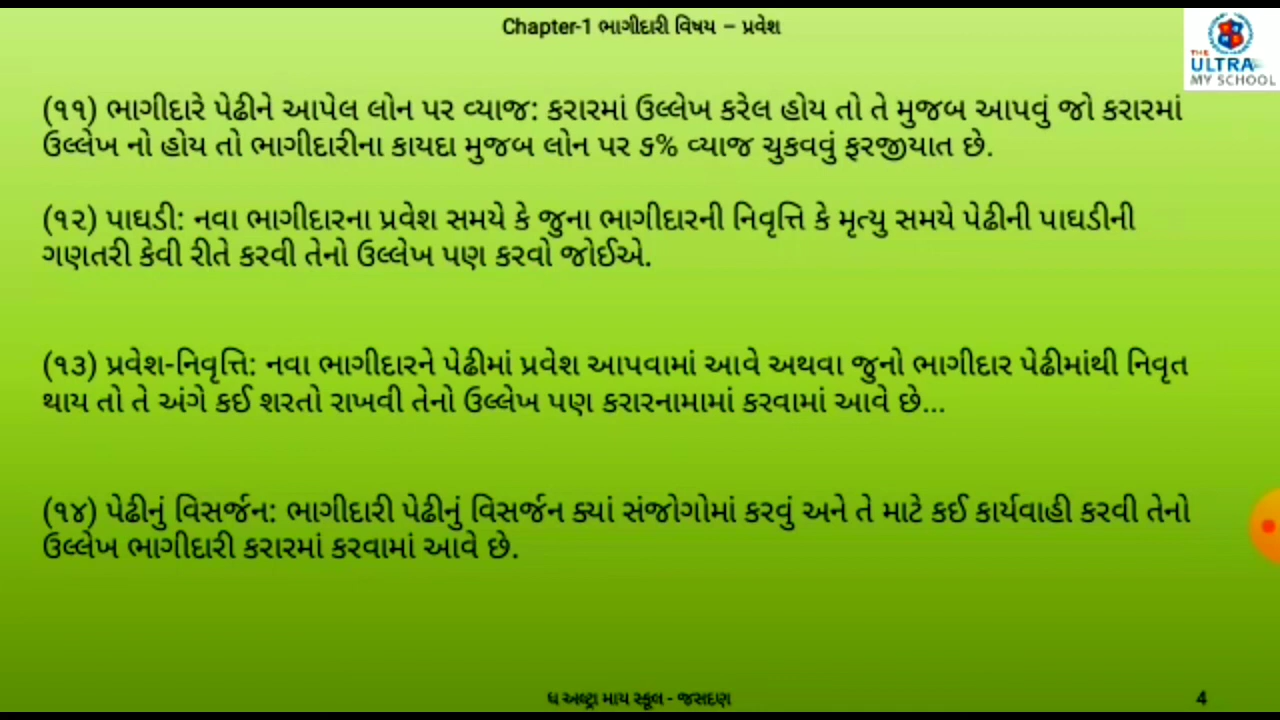 Chapter-1 ભાગીદારી વિષય – પ્રવેશ
THE
ULTRA
MY SCHOOL
(૧૧) ભાગીદારે પેઢીને આપેલ લોન પર વ્યાજ: કરારમાં ઉલ્લેખ કરેલ હોય તો તે મુજબ આપવું જો કરારમાં
ઉલ્લેખ નો હોય તો ભાગીદારીના કાયદા મુજબ લોન પર ૬% વ્યાજ ચુકવવું ફરજીયાત છે.
(૧૨) પાઘડી: નવા ભાગીદારના પ્રવેશ સમયે કે જુના ભાગીદારની નિવૃત્તિ કે મૃત્યુ સમયે પેઢીની પાઘડીની
ગણતરી કેવી રીતે કરવી તેનો ઉલ્લેખ પણ કરવો જોઈએ.
(૧૩) પ્રવેશ-નિવૃત્તિ: નવા ભાગીદારને પેઢીમાં પ્રવેશ આપવામાં આવે અથવા જુનો ભાગીદાર પેઢીમાંથી નિવૃત
થાય તો તે અંગે કઈ શરતો રાખવી તેનો ઉલ્લેખ પણ કરારનામામાં કરવામાં આવે છે...
(૧૪) પેઢીનું વિસર્જન: ભાગીદારી પેઢીનું વિસર્જન ક્યાં સંજોગોમાં કરવું અને તે માટે કઈ કાર્યવાહી કરવી તેનો
ઉલ્લેખ ભાગીદારી કરારમાં કરવામાં આવે છે.
ધ અલ્ટ્રા માય સ્કૂલ - જસદણ
4